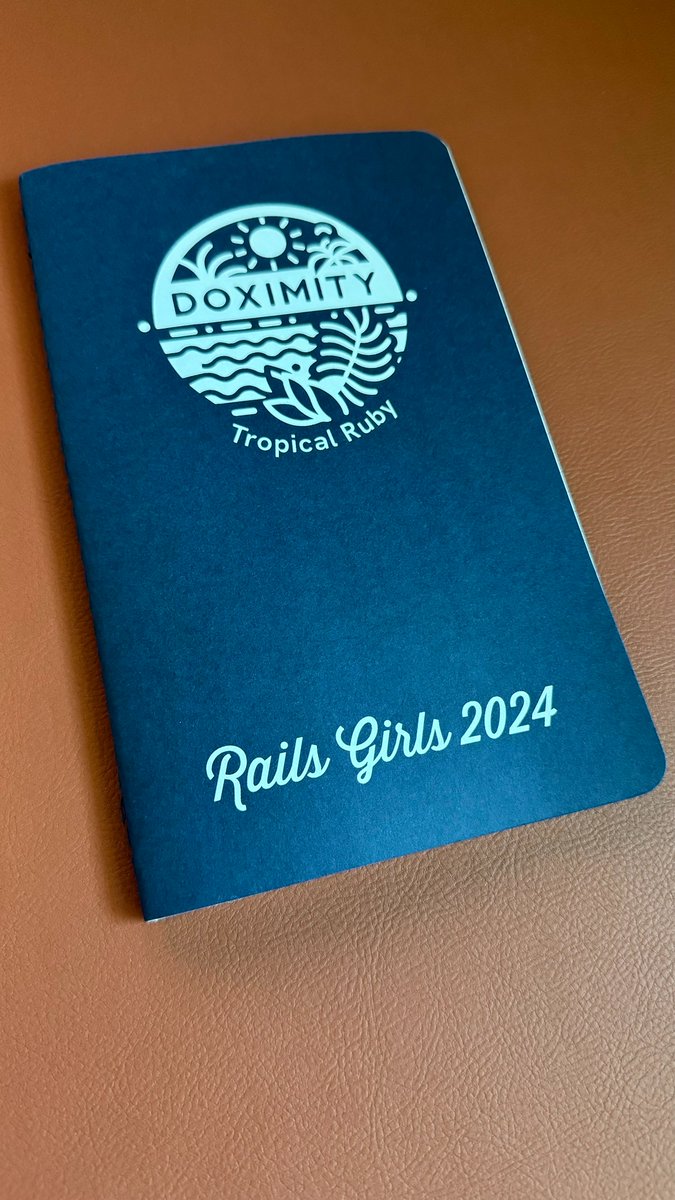 DOXIMITY
Tropical Ruby
Rails Girls 2024